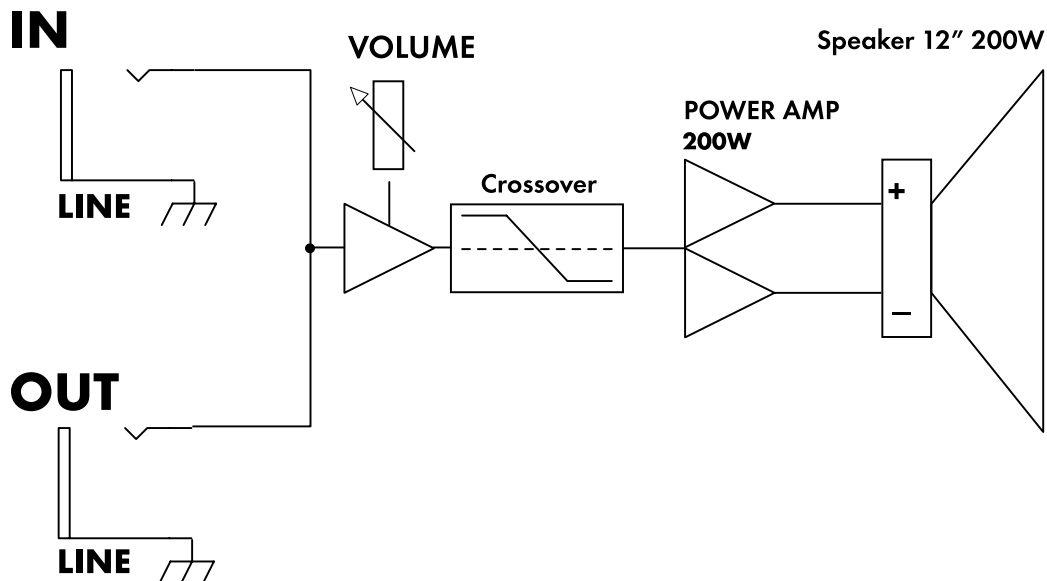 IN
VOLUME
Speaker 12” 200W
POWER AMP
200W
Crossover
LINE
+
–
OUT
LINE